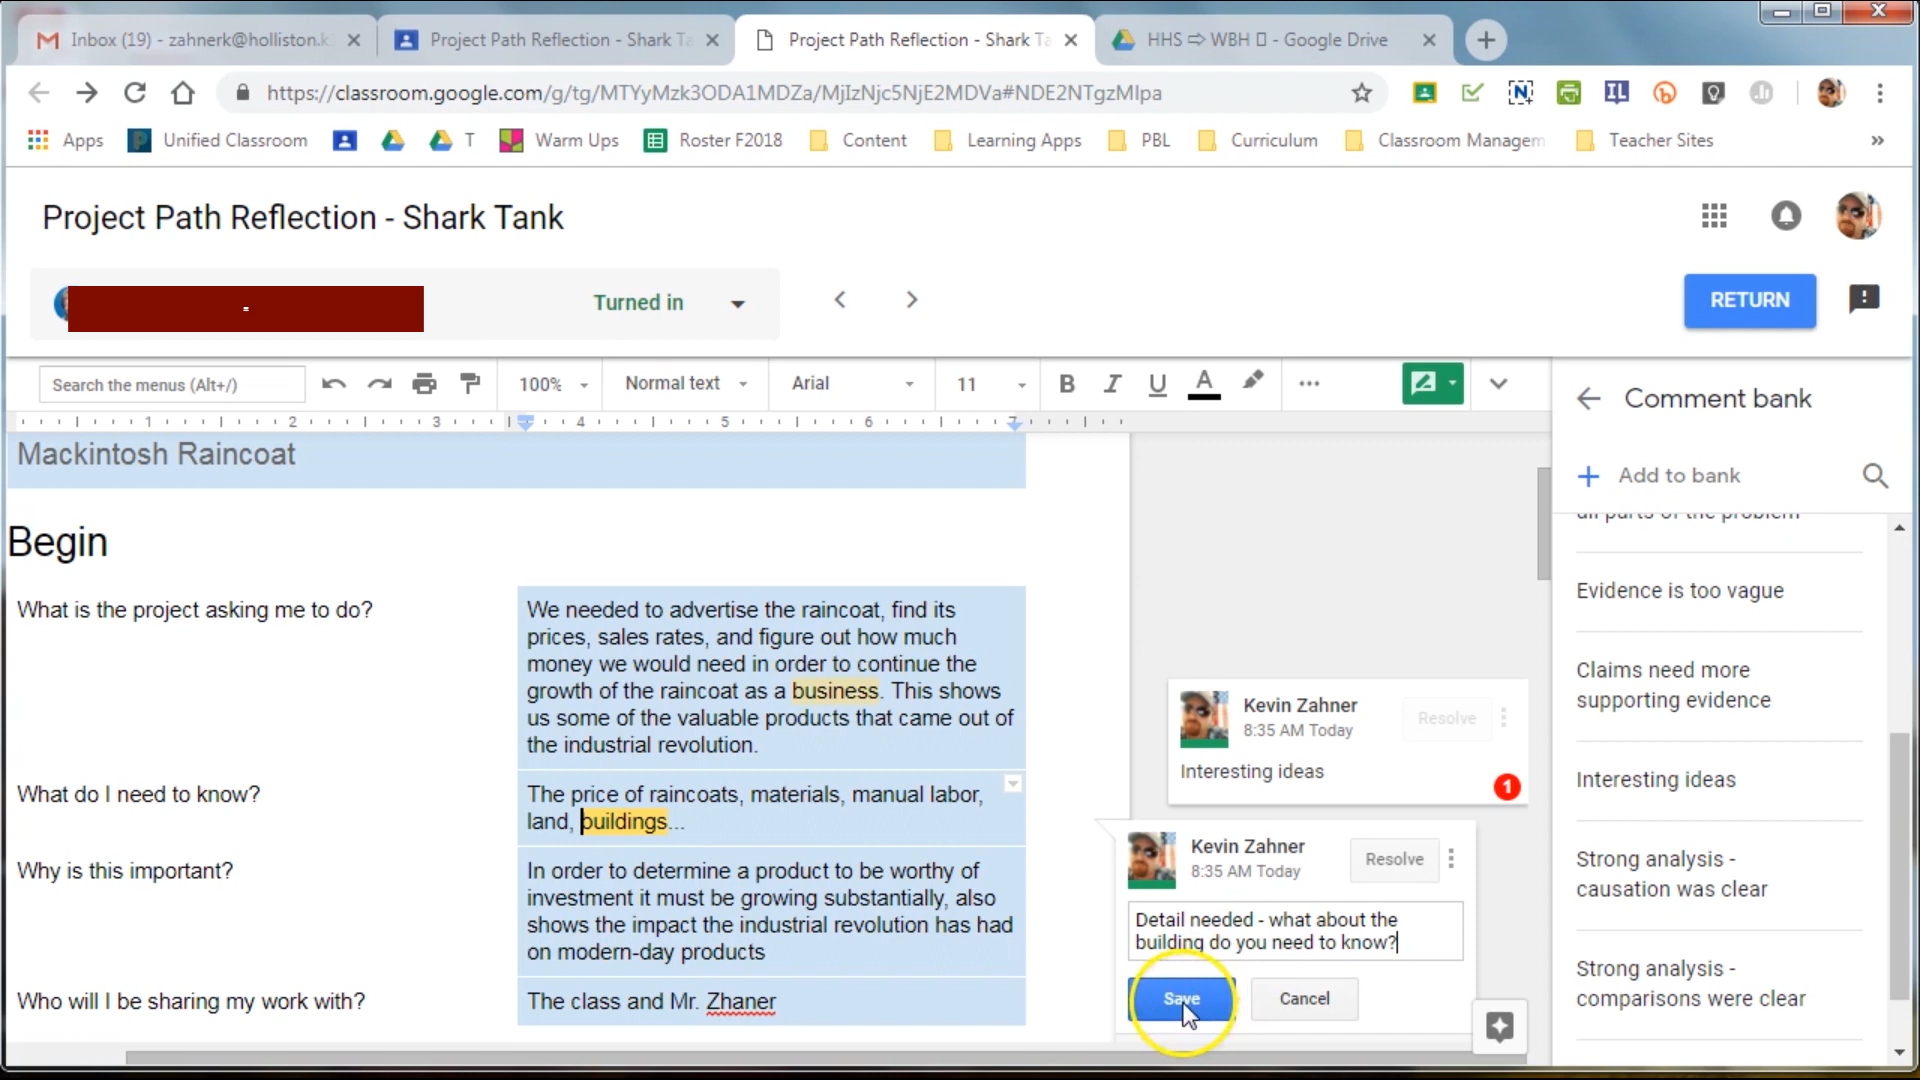 Inbox (19) - zahnerk@holliston.k
Project Path Reflection - Shark Ta
Project Path Reflection - Shark Ta
HHS ⇨ WBH - Google Drive
https://classroom.google.com/g/tg/MTYyMzk3ODA1MDZa/MjIzNjc5NjE2MDVa#NDE2NTgzMlpa
Apps
Unified Classroom
T
Warm Ups
Roster F2018
Content
Learning Apps
PBL
Curriculum
Classroom Managem
Teacher Sites
»
Project Path Reflection - Shark Tank
-
Turned in
RETURN
Search the menus (Alt+/)
100%
Normal text
Arial
11
B
I
U
A
1 2 3 4 5 6 7
Mackintosh Raincoat
Begin
What is the project asking me to do?
We needed to advertise the raincoat, find its
prices, sales rates, and figure out how much
money we would need in order to continue the
growth of the raincoat as a business. This shows
us some of the valuable products that came out of
the industrial revolution.
What do I need to know?
The price of raincoats, materials, manual labor,
land, buildings...
Why is this important?
In order to determine a product to be worthy of
investment it must be growing substantially, also
shows the impact the industrial revolution has had
on modern-day products
Who will I be sharing my work with?
The class and Mr. Zhaner
Kevin Zahner
8:35 AM Today
Resolve
Interesting ideas
1
Kevin Zahner
8:35 AM Today
Resolve
Detail needed - what about the
building do you need to know?
Save
Cancel
Comment bank
Add to bank
all parts of the problem
Evidence is too vague
Claims need more
supporting evidence
Interesting ideas
Strong analysis -
causation was clear
Strong analysis -
comparisons were clear